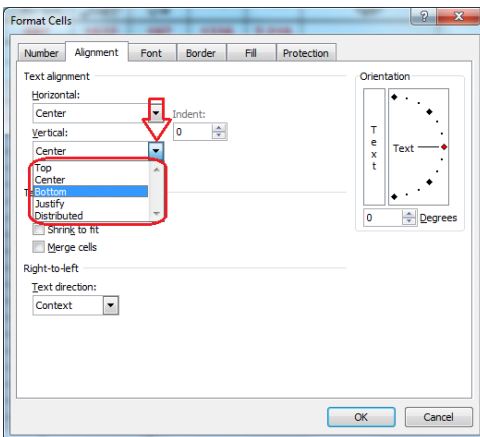 Format Cells
Number Alignment Font Border Fill Protection
Text alignment
Horizontal:
Center
Indent:
Vertical:
0
Center
Top
Center
Bottom
Justify
Distributed
Shrink to fit
Merge cells
Right-to-left
Text direction:
Context
Orientation
Text
Text
0 Degrees
OK Cancel